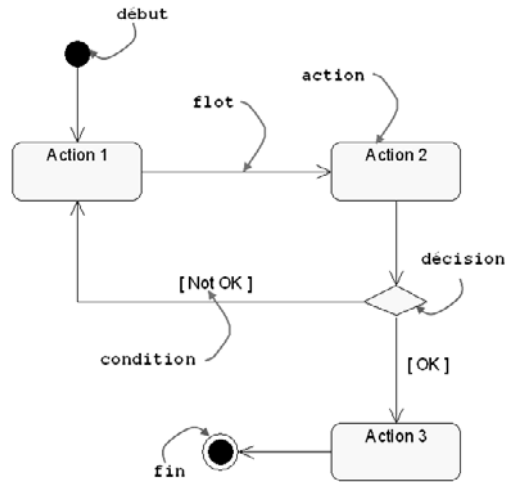 début
action
flot
Action 1
Action 2
décision
[ Not OK ]
condition
[ OK ]
Action 3
fin